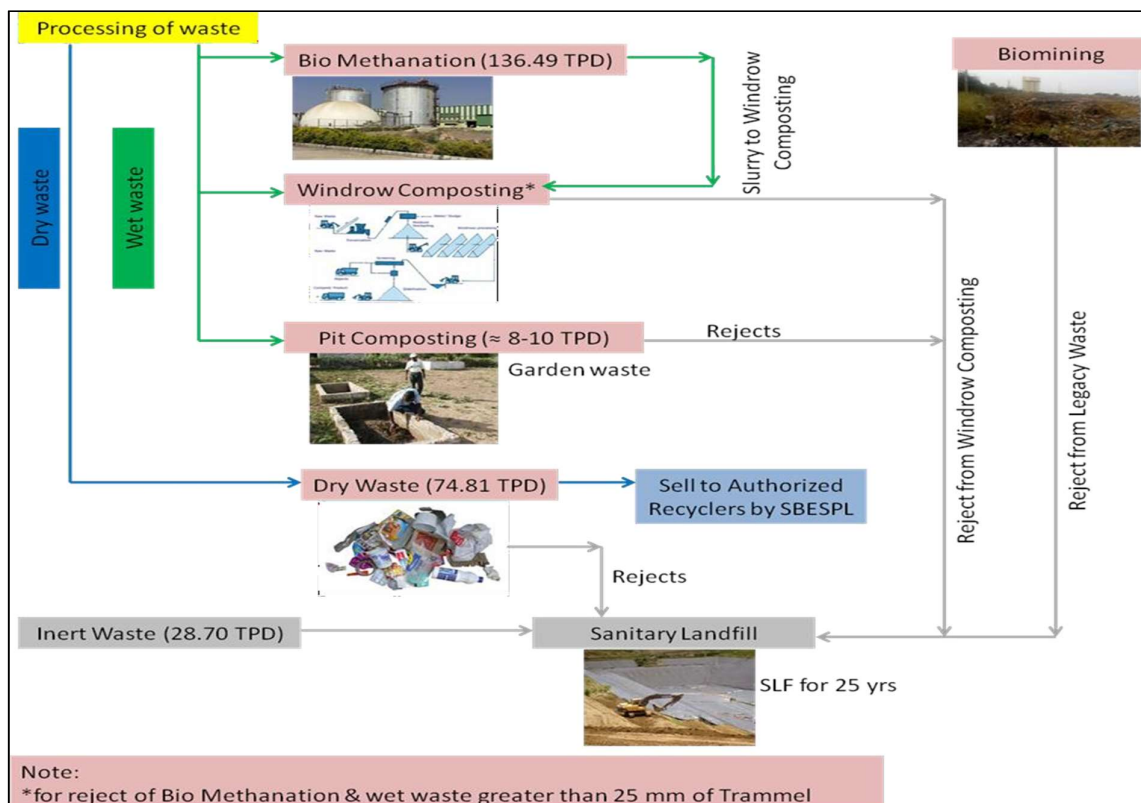 Processing of waste
Bio Methanation (136.49 TPD)
Biomining
Slurry to Windrow
Composting
Dry waste
Wet waste
Windrow Composting*
Pit Composting (≈ 8-10 TPD)
Rejects
Garden waste
Reject from Windrow Composting
Reject from Legacy Waste
Dry Waste (74.81 TPD)
Sell to Authorized
Recyclers by SBESPL
Rejects
Inert Waste (28.70 TPD)
Sanitary Landfill
SLF for 25 yrs
Note:
*for reject of Bio Methanation & wet waste greater than 25 mm of Trammel